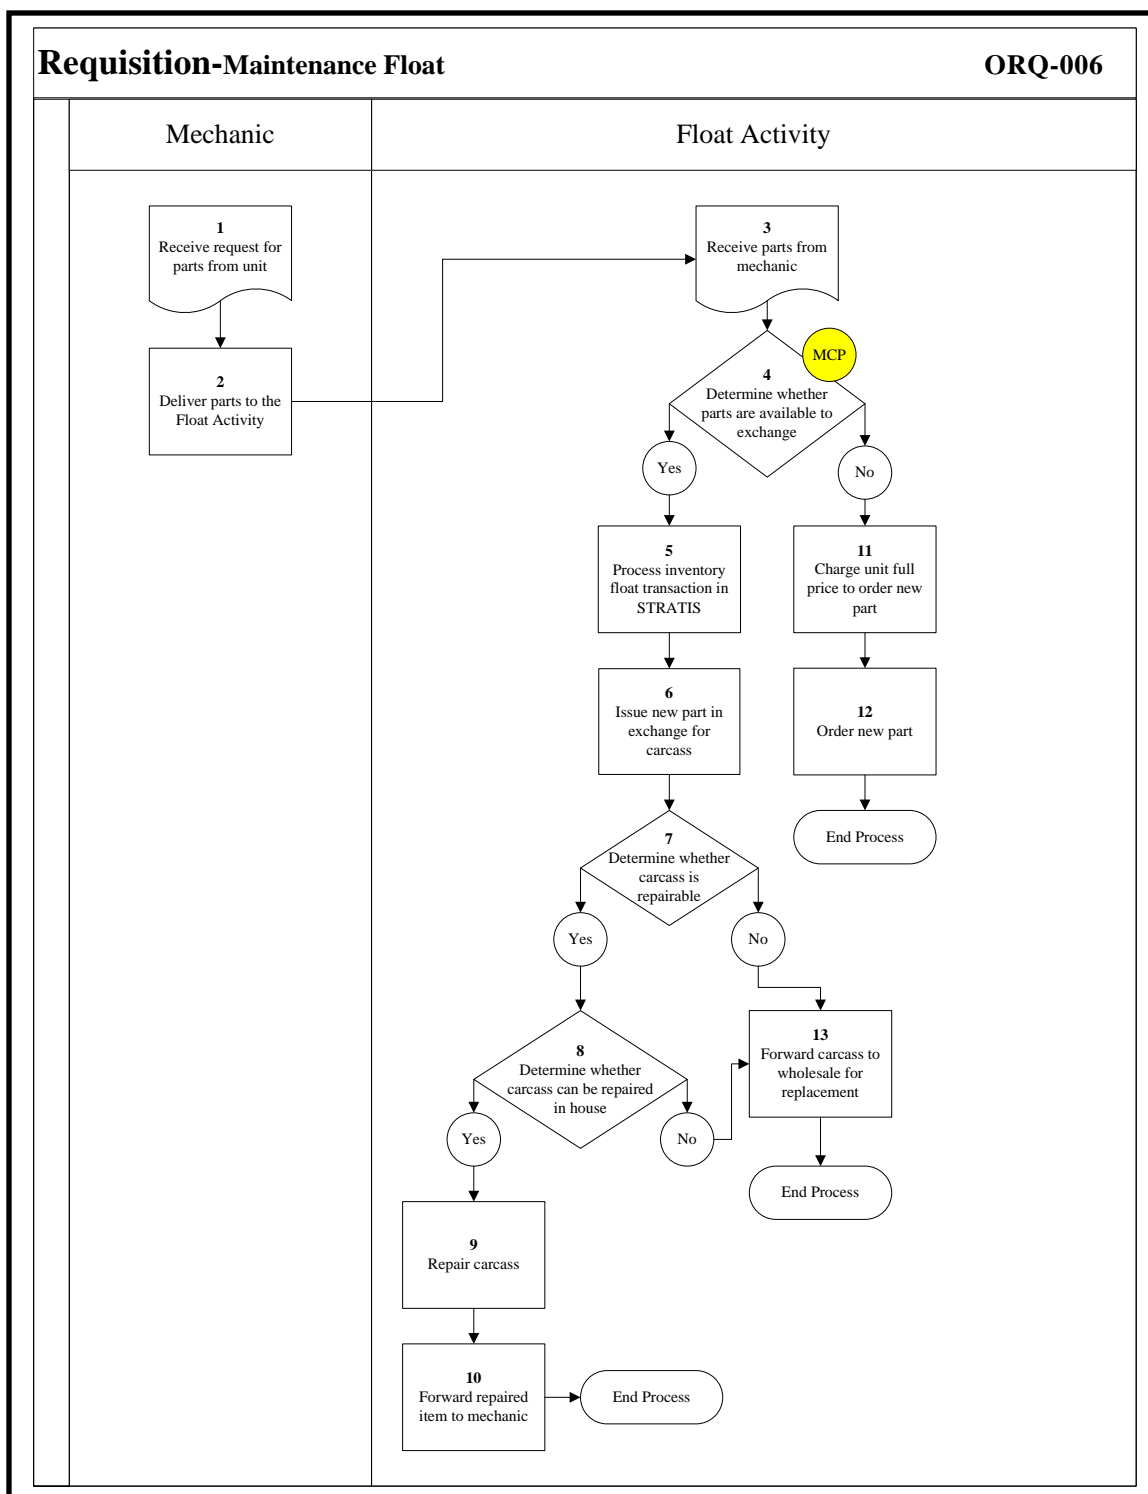 Requisition-Maintenance Float ORQ-006
Mechanic
Float Activity
1
Receive request for
parts from unit
2
Deliver parts to the
Float Activity
3
Receive parts from
mechanic
MCP
4
Determine whether
parts are available to
exchange
Yes
No
5
Process inventory
float transaction in
STRATIS
11
Charge unit full
price to order new
part
6
Issue new part in
exchange for
carcass
12
Order new part
End Process
7
Determine whether
carcass is
repairable
Yes
No
8
Determine whether
carcass can be repaired
in house
13
Forward carcass to
wholesale for
replacement
Yes
No
End Process
9
Repair carcass
10
Forward repaired
item to mechanic
End Process